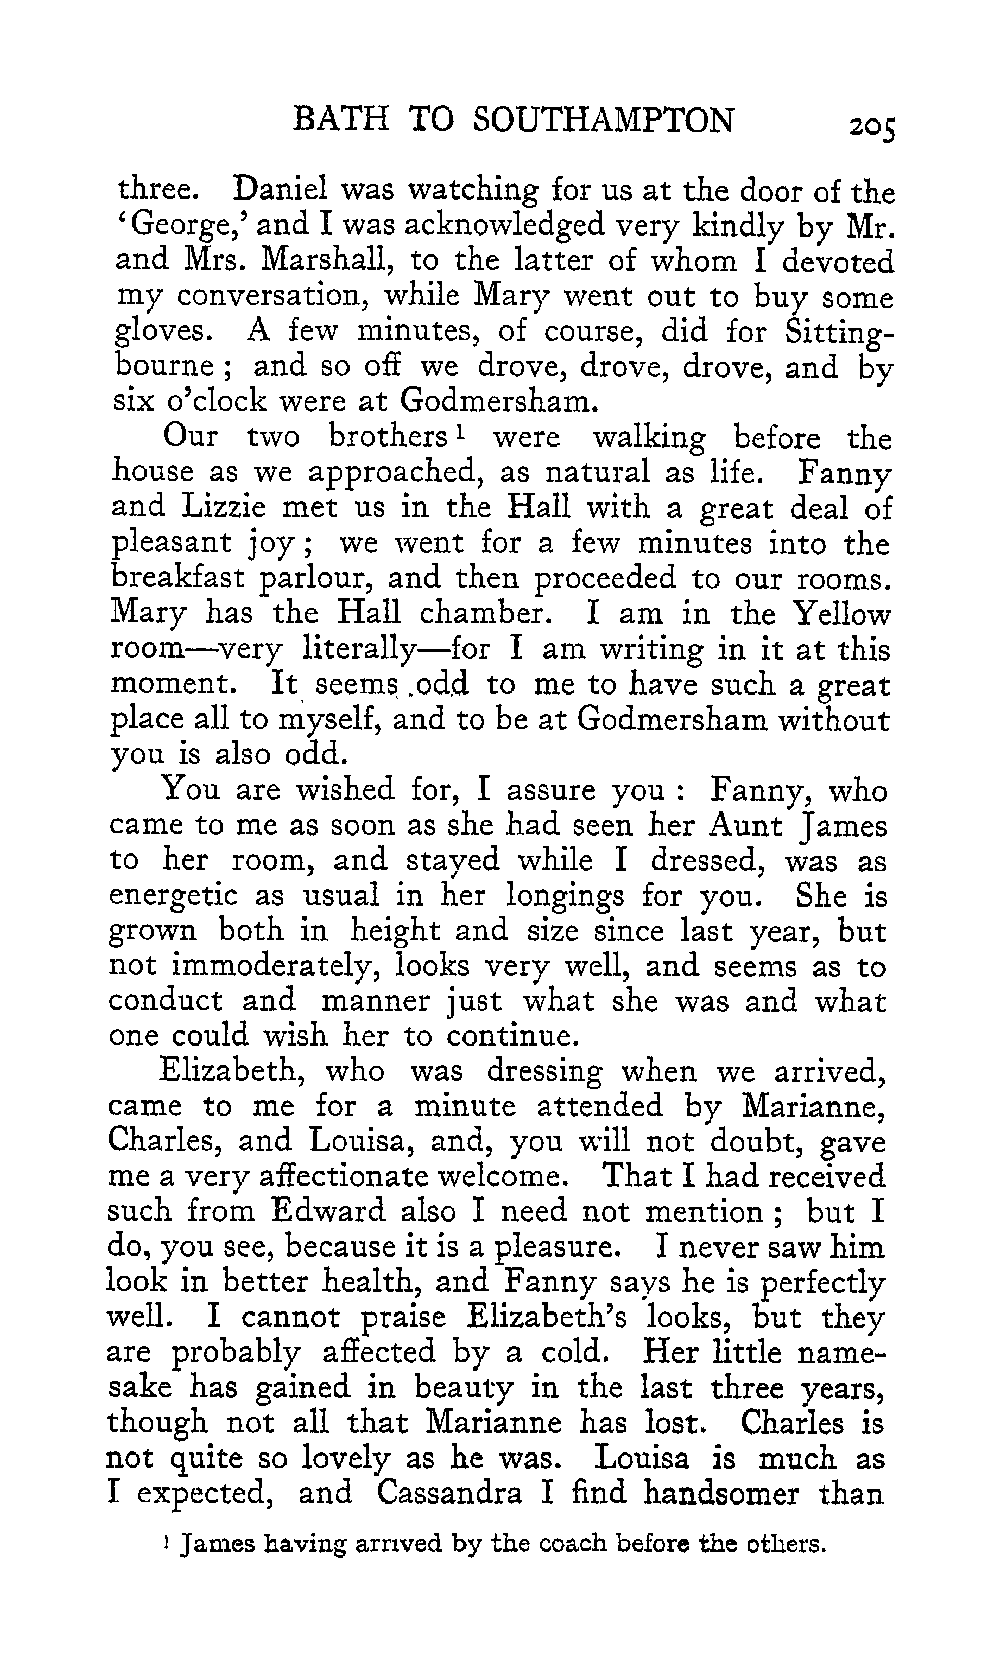 BATH TO SOUTHAMPTON 205
three. Daniel was watching for us at the door of the
‘George,’ and I was acknowledged very kindly by Mr.
and Mrs. Marshall, to the latter of whom I devoted
my conversation, while Mary went out to buy some
gloves. A few minutes, of course, did for Sitting-
bourne ; and so off we drove, drove, drove, and by
six o’clock were at Godmersham.
Our two brothers ¹ were walking before the
house as we approached, as natural as life. Fanny
and Lizzie met us in the Hall with a great deal of
pleasant joy ; we went for a few minutes into the
breakfast parlour, and then proceeded to our rooms.
Mary has the Hall chamber. I am in the Yellow
room—very literally—for I am writing in it at this
moment. It seems odd to me to have such a great
place all to myself, and to be at Godmersham without
you is also odd.
You are wished for, I assure you : Fanny, who
came to me as soon as she had seen her Aunt James
to her room, and stayed while I dressed, was as
energetic as usual in her longings for you. She is
grown both in height and size since last year, but
not immoderately, looks very well, and seems as to
conduct and manner just what she was and what
one could wish her to continue.
Elizabeth, who was dressing when we arrived,
came to me for a minute attended by Marianne,
Charles, and Louisa, and, you will not doubt, gave
me a very affectionate welcome. That I had received
such from Edward also I need not mention ; but I
do, you see, because it is a pleasure. I never saw him
look in better health, and Fanny says he is perfectly
well. I cannot praise Elizabeth’s looks, but they
are probably affected by a cold. Her little name-
sake has gained in beauty in the last three years,
though not all that Marianne has lost. Charles is
not quite so lovely as he was. Louisa is much as
I expected, and Cassandra I find handsomer than
¹ James having arrived by the coach before the others.